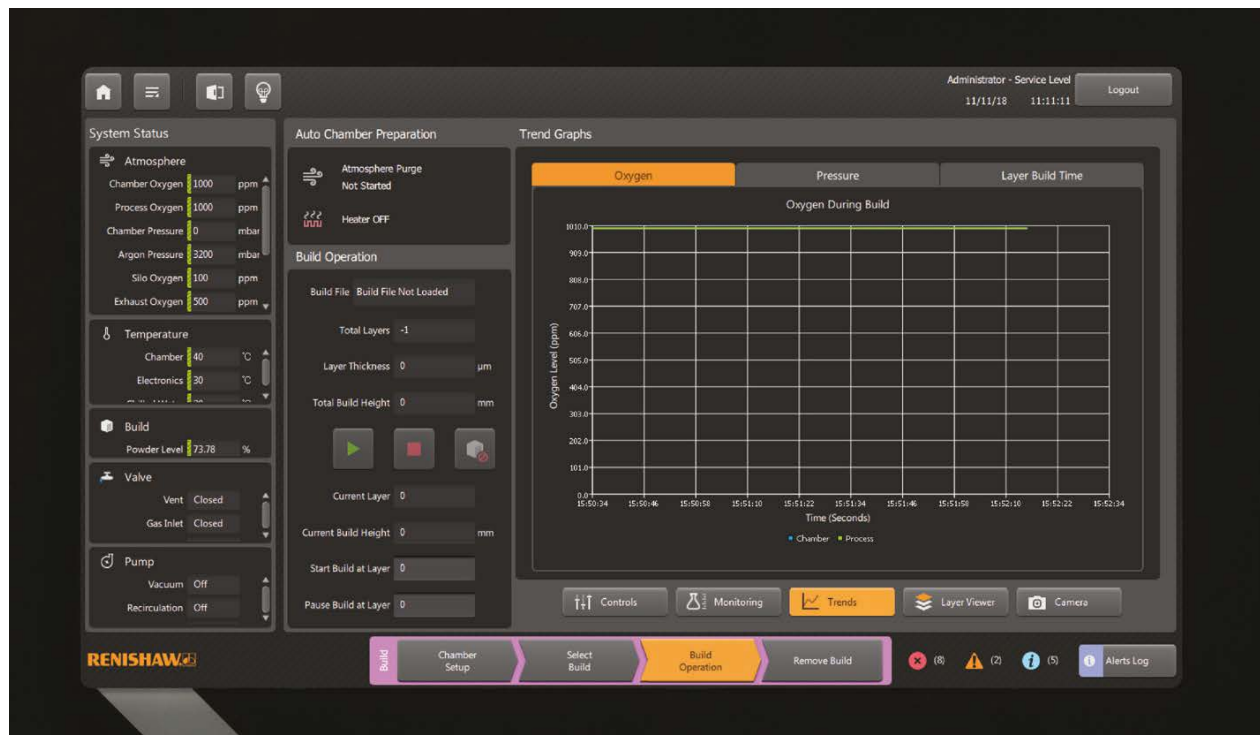 Administrator - Service Level
11/11/18 11:11:11
Logout
System Status
Atmosphere
Chamber Oxygen 1000 ppm
Process Oxygen 1000 ppm
Chamber Pressure 0 mbar
Argon Pressure 3200 mbar
Silo Oxygen 100 ppm
Exhaust Oxygen 500 ppm
Temperature
Chamber 40 °C
Electronics 30 °C
Build
Powder Level 73.78 %
Valve
Vent Closed
Gas Inlet Closed
Pump
Vacuum Off
Recirculation Off
Auto Chamber Preparation
Atmosphere Purge
Not Started
Heater OFF
Build Operation
Build File Build File Not Loaded
Total Layers -1
Layer Thickness 0 µm
Total Build Height 0 mm
Current Layer 0
Current Build Height 0 mm
Start Build at Layer 0
Pause Build at Layer 0
Trend Graphs
Oxygen Pressure Layer Build Time
Oxygen During Build
Oxygen Level (ppm)
1010.0
909.0
808.0
707.0
606.0
505.0
404.0
303.0
202.0
101.0
0.0
15:50:34 15:50:46 15:50:58 15:51:10 15:51:22 15:51:34 15:51:46 15:51:58 15:52:10 15:52:22 15:52:34
Time (Seconds)
Chamber Process
Controls Monitoring Trends Layer Viewer Camera
RENISHAW
Build
Chamber
Setup
Select
Build
Build
Operation
Remove Build
(8) (2) (5)
Alerts Log